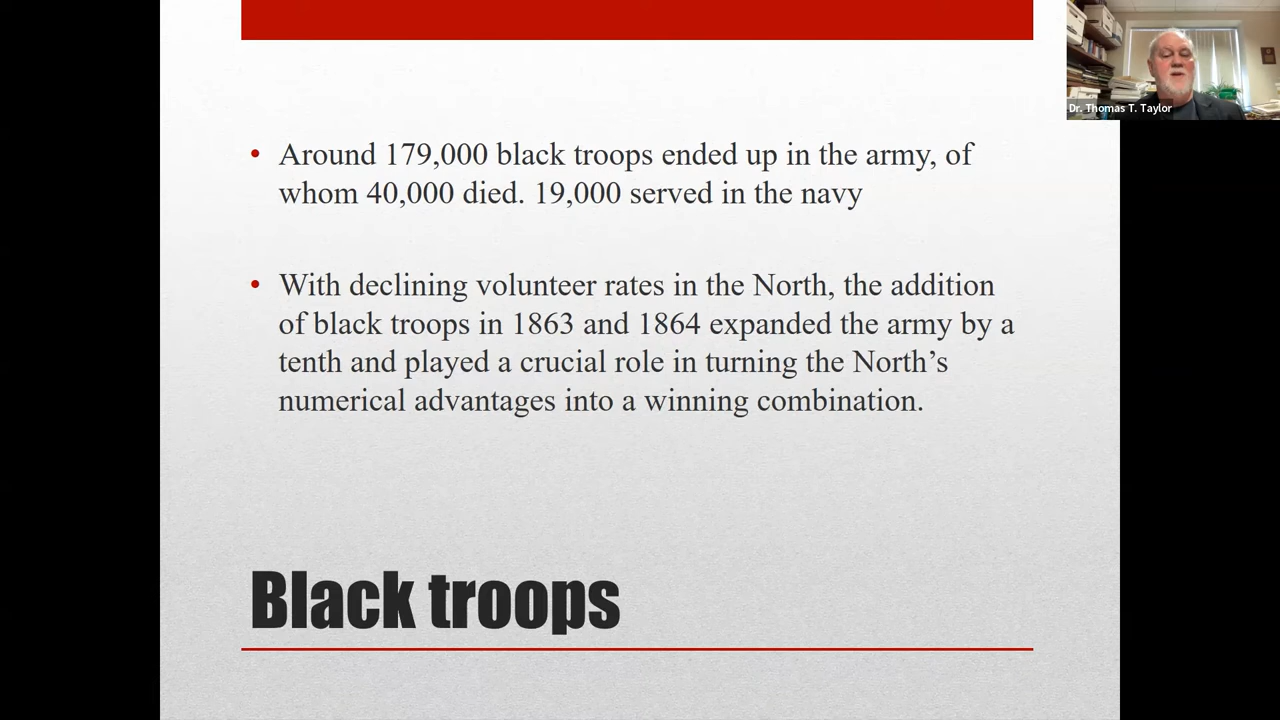 Dr. Thomas T. Taylor
• Around 179,000 black troops ended up in the army, of
whom 40,000 died. 19,000 served in the navy
• With declining volunteer rates in the North, the addition
of black troops in 1863 and 1864 expanded the army by a
tenth and played a crucial role in turning the North’s
numerical advantages into a winning combination.
Black troops